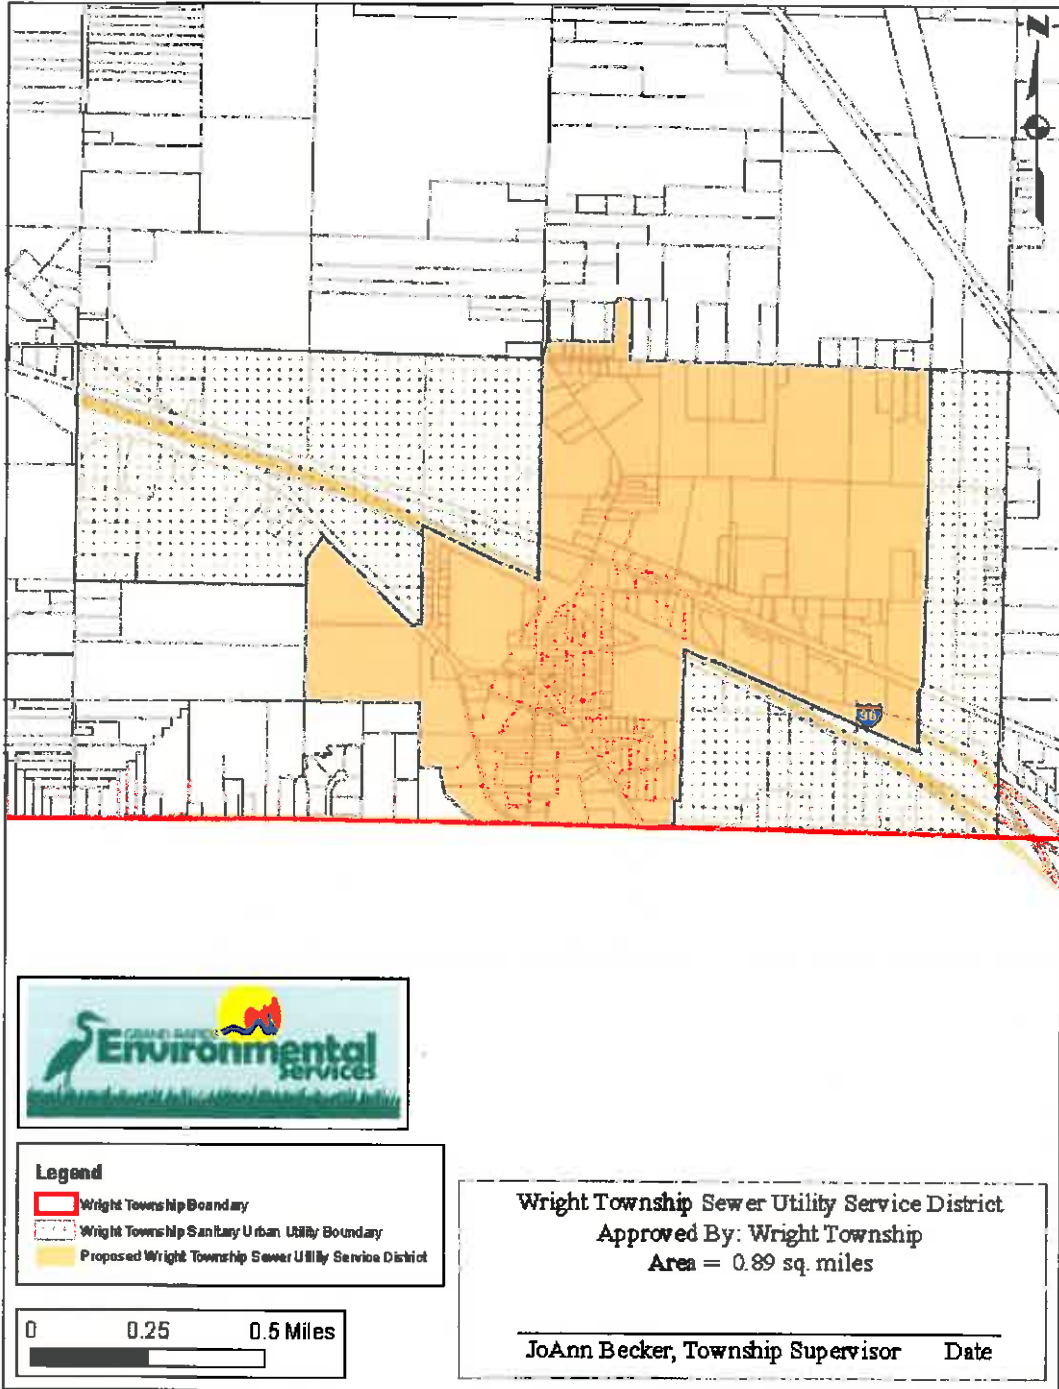 N
96
GRAND RAPIDS
Environmental
Services
Legend
Wright Township Boundary
Wright Township Sanitary Urban Utility Boundary
Proposed Wright Township Sewer Utility Service District
0 0.25 0.5 Miles
Wright Township Sewer Utility Service District
Approved By: Wright Township
Area = 0.89 sq. miles
JoAnn Becker, Township Supervisor Date